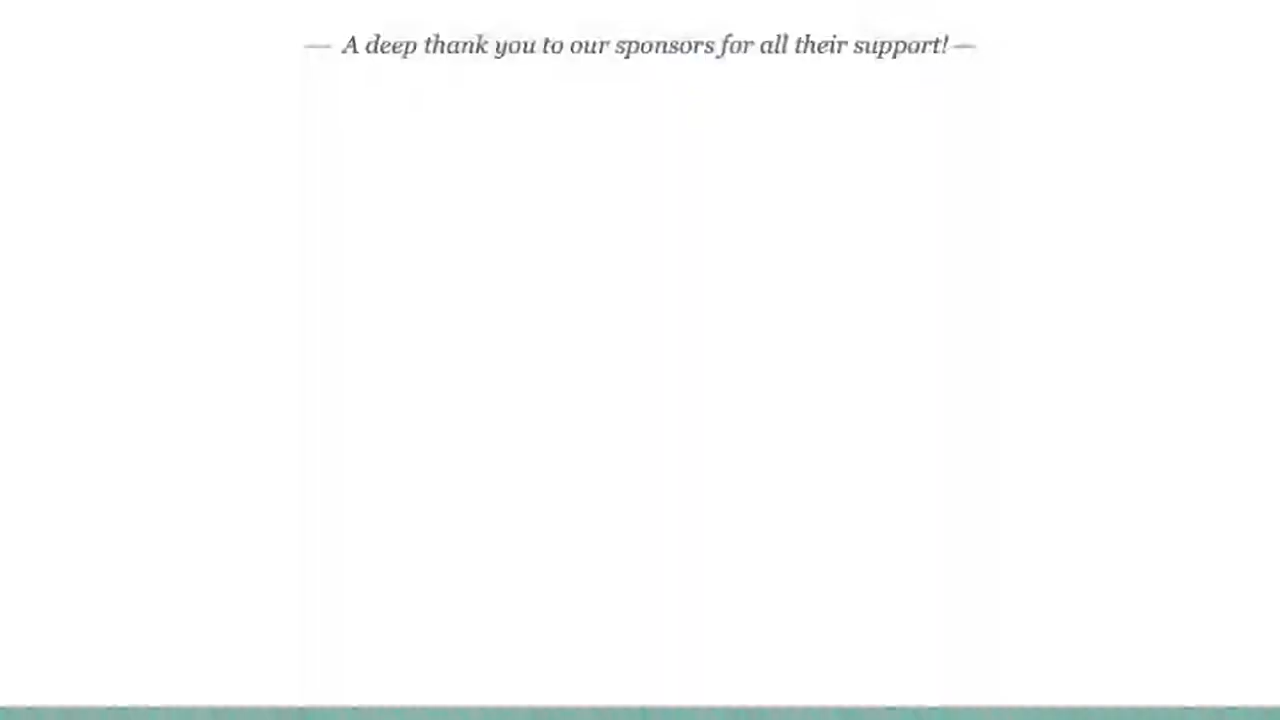 — A deep thank you to our sponsors for all their support! —